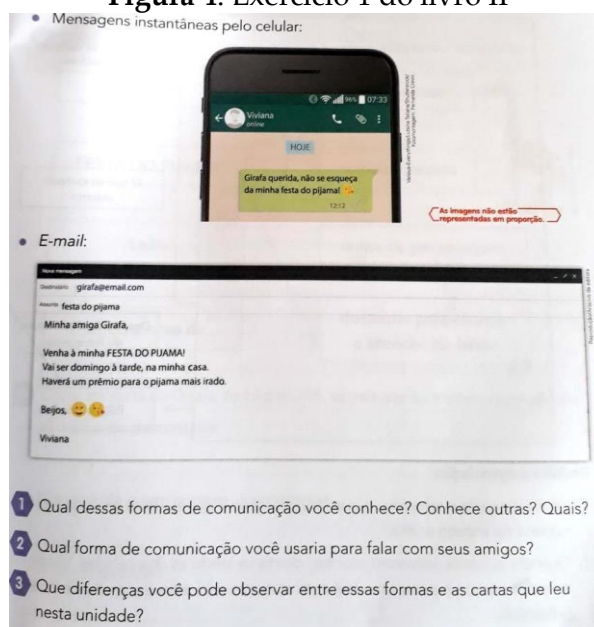 Figura 1. Exercício 1 do livro II
• Mensagens instantâneas pelo celular:
96% 07:33
Viviana
online
HOJE
Girafa querida, não se esqueça
da minha festa do pijama!
12:12
As imagens não estão
representadas em proporção.
• E-mail:
Nova mensagem
Destinatário girafa@email.com
Assunto festa do pijama
Minha amiga Girafa,
Venha à minha FESTA DO PIJAMA!
Vai ser domingo à tarde, na minha casa.
Haverá um prêmio para o pijama mais irado.
Beijos,
Viviana
1 Qual dessas formas de comunicação você conhece? Conhece outras? Quais?
2 Qual forma de comunicação você usaria para falar com seus amigos?
3 Que diferenças você pode observar entre essas formas e as cartas que leu
nesta unidade?